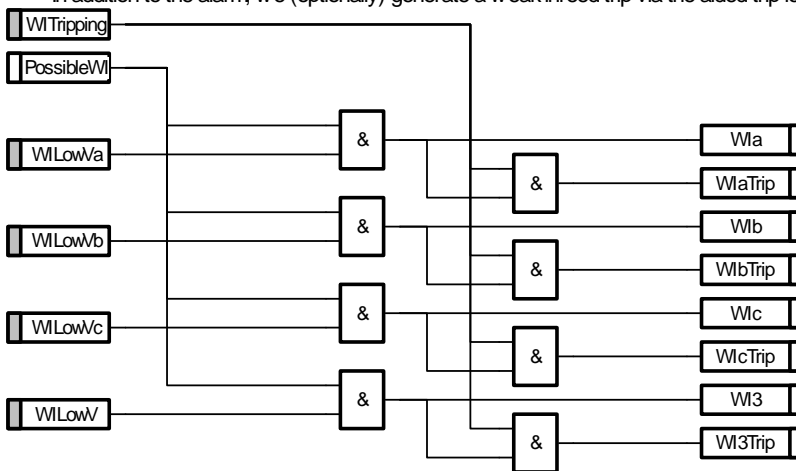 In addition to the alarm, we (optionally) generate a weak infeed trip via the aided trip lo
WITripping
PossibleWI
WILowVa
WILowVb
WILowVc
WILowV
&
&
&
&
&
&
&
&
WIa
WIaTrip
WIb
WIbTrip
WIc
WIcTrip
WI3
WI3Trip